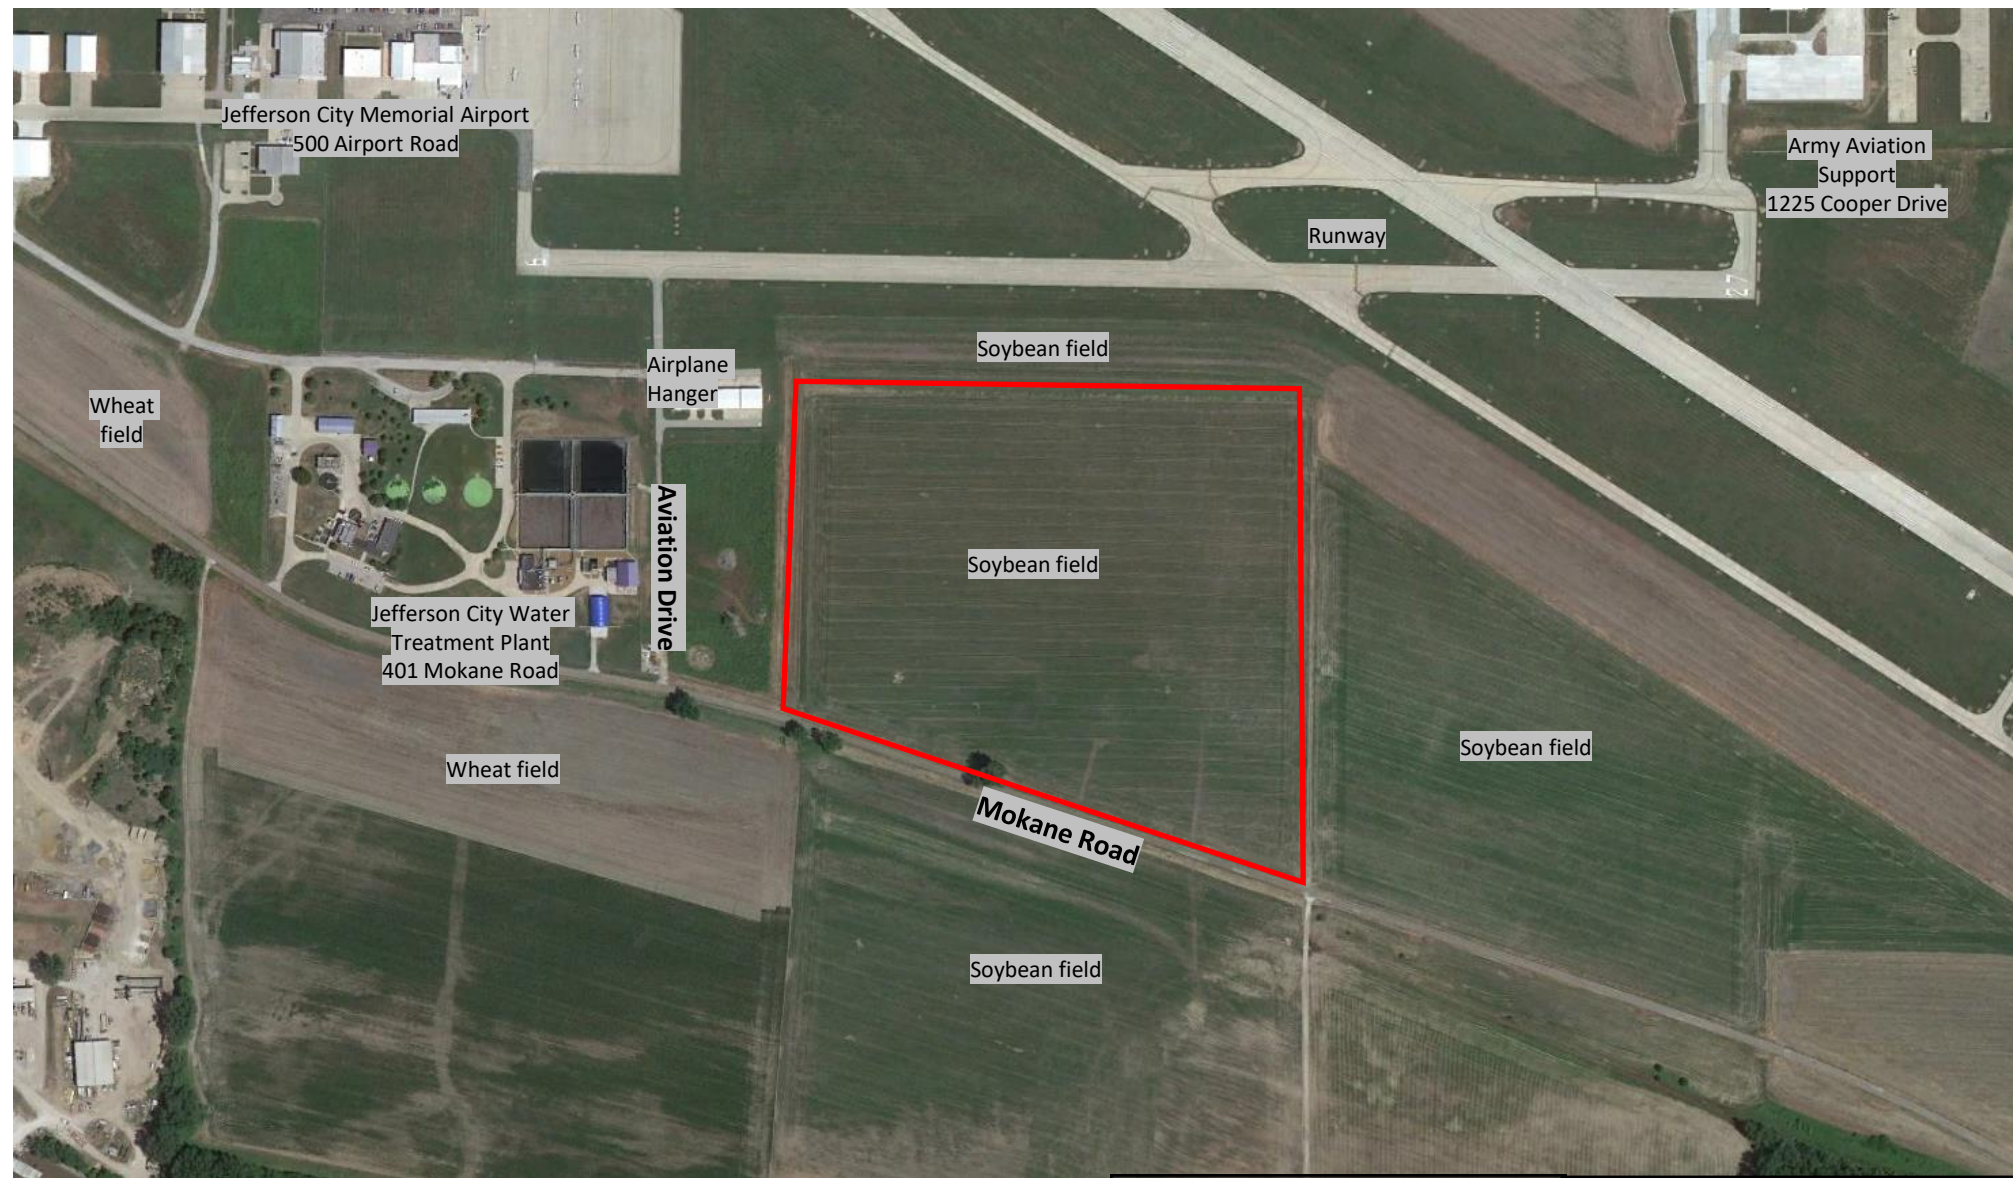 Jefferson City Memorial Airport
500 Airport Road
Army Aviation
Support
1225 Cooper Drive
Runway
9
27
Soybean field
Airplane
Hanger
Wheat
field
Aviation Drive
Soybean field
Jefferson City Water
Treatment Plant
401 Mokane Road
Wheat field
Soybean field
Mokane Road
Soybean field